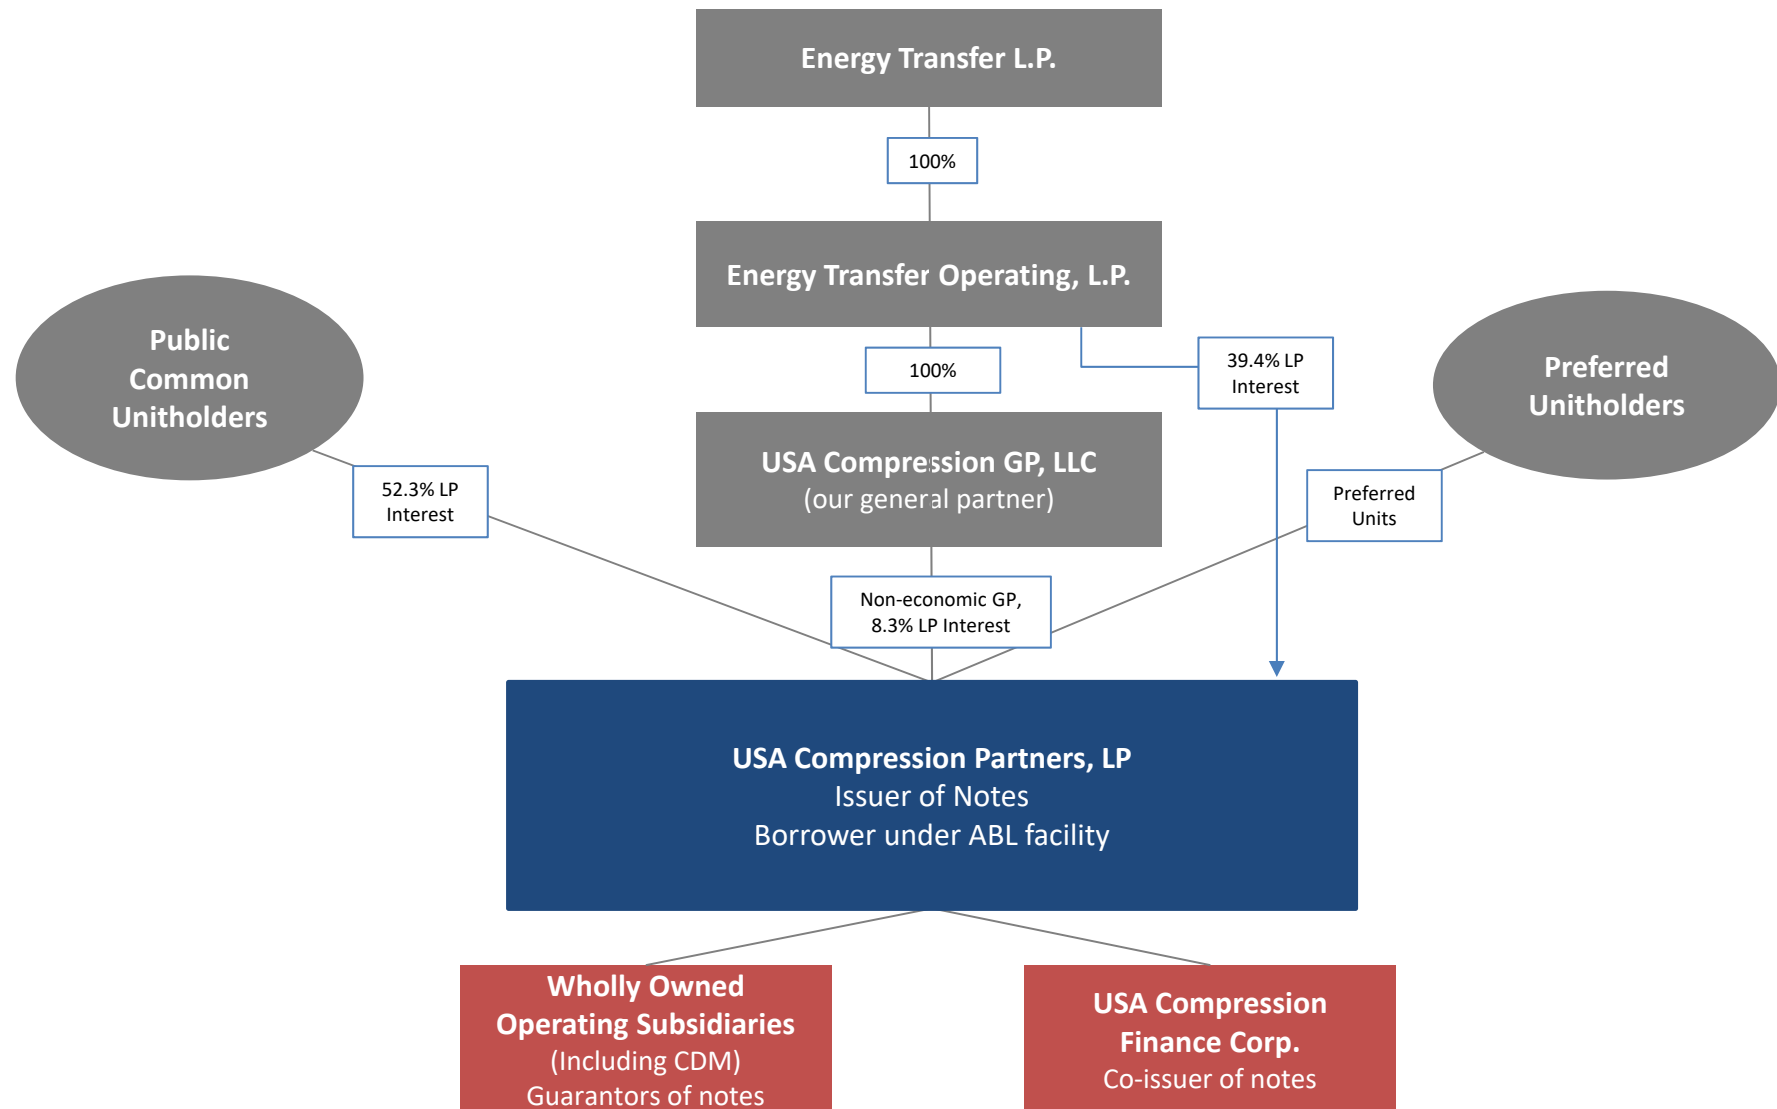 Energy Transfer L.P.
100%
Energy Transfer Operating, L.P.
Public
Common
Unitholders
100%
39.4% LP
Interest
Preferred
Unitholders
USA Compression GP, LLC
(our general partner)
52.3% LP
Interest
Preferred
Units
Non-economic GP,
8.3% LP Interest
USA Compression Partners, LP
Issuer of Notes
Borrower under ABL facility
Wholly Owned
Operating Subsidiaries
(Including CDM)
Guarantors of notes
USA Compression
Finance Corp.
Co-issuer of notes